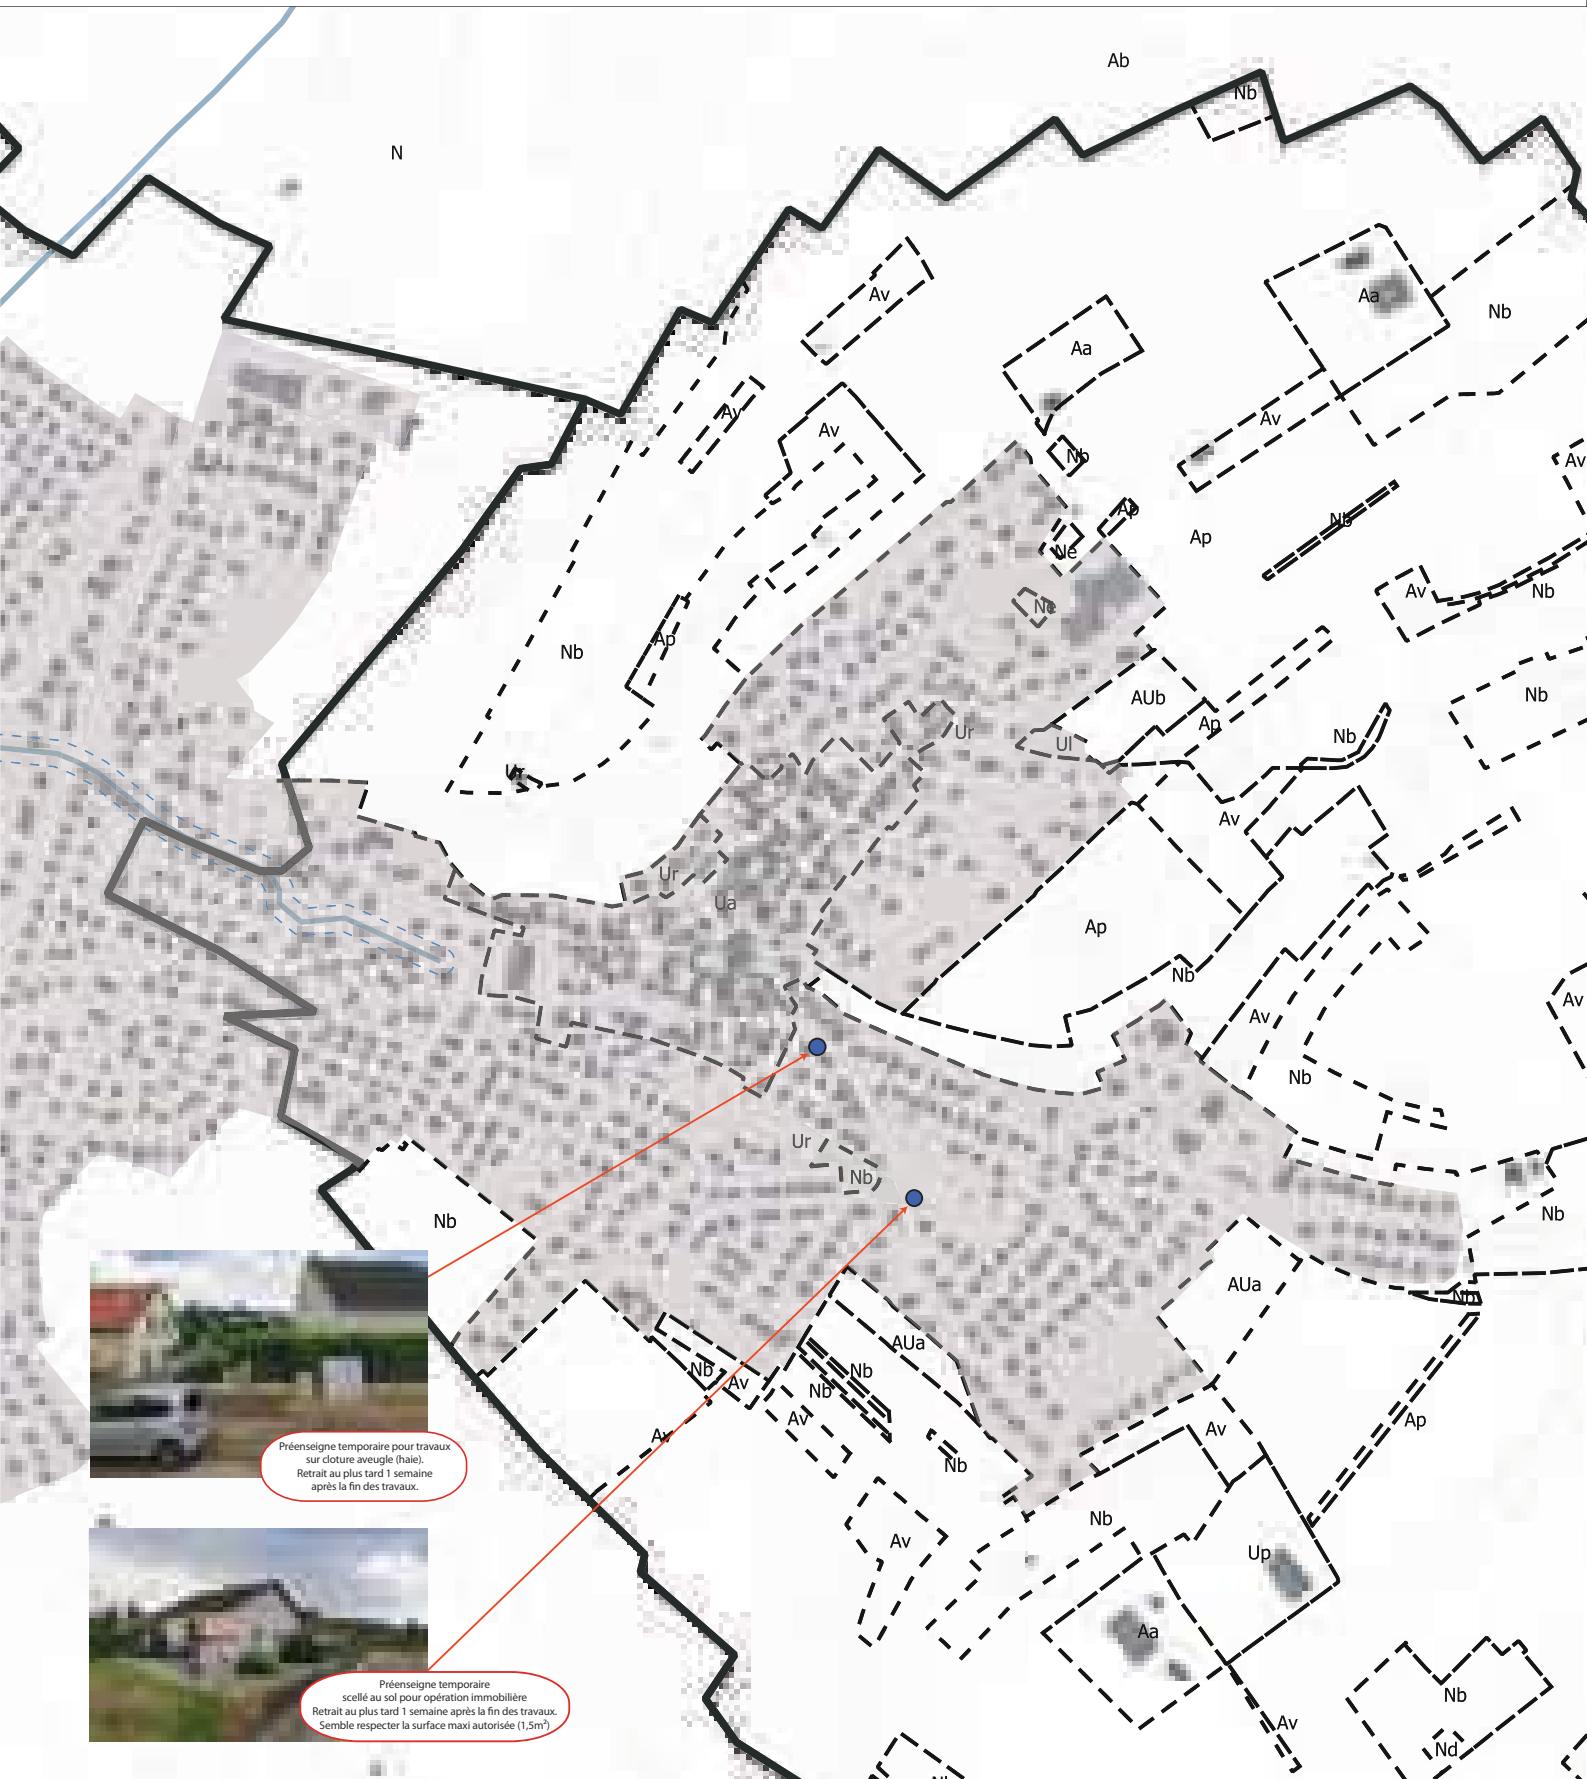 Ab
Nb
N
Av
Aa
Nb
Aa
Av
Av
Av
Nb
Av
Ap
Nb
Ap
Ne
Av
Nb
Ne
Ap
Nb
AUb
Nb
Ap
Ur
Ul
Nb
Ur
Av
Ur
Ua
Ap
Nb
Av
Av
Nb
Ur
Nb
Nb
Nb
AUa
Nb
AUa
Nb
Nb
Av
Nb
Av
Av
Ap
Av
Nb
Préenseigne temporaire pour travaux
sur cloture aveugle (haie).
Retrait au plus tard 1 semaine
après la fin des travaux.
Nb
Av
Up
Aa
Préenseigne temporaire
scellé au sol pour opération immobilière
Retrait au plus tard 1 semaine après la fin des travaux.
Semble respecter la surface maxi autorisée (1,5m²)
Nb
Av
Nd